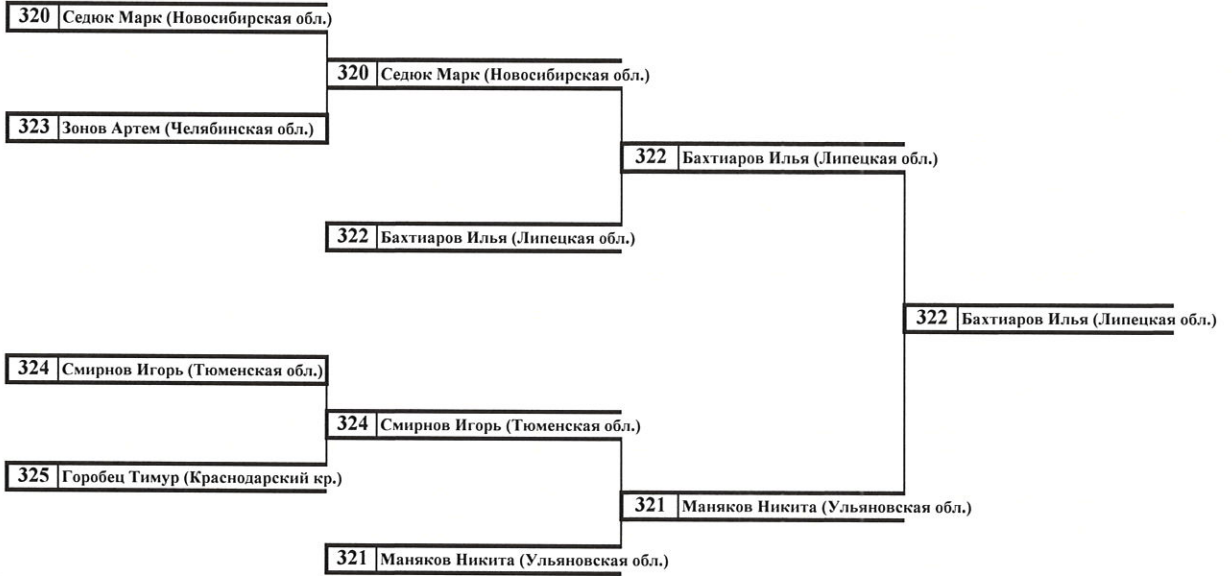 320 Седюк Марк (Новосибирская обл.)
320 Седюк Марк (Новосибирская обл.)
323 Зонов Артем (Челябинская обл.)
322 Бахтиаров Илья (Липецкая обл.)
322 Бахтиаров Илья (Липецкая обл.)
322 Бахтиаров Илья (Липецкая обл.)
324 Смирнов Игорь (Тюменская обл.)
324 Смирнов Игорь (Тюменская обл.)
325 Горобец Тимур (Краснодарский кр.)
321 Маняков Никита (Ульяновская обл.)
321 Маняков Никита (Ульяновская обл.)